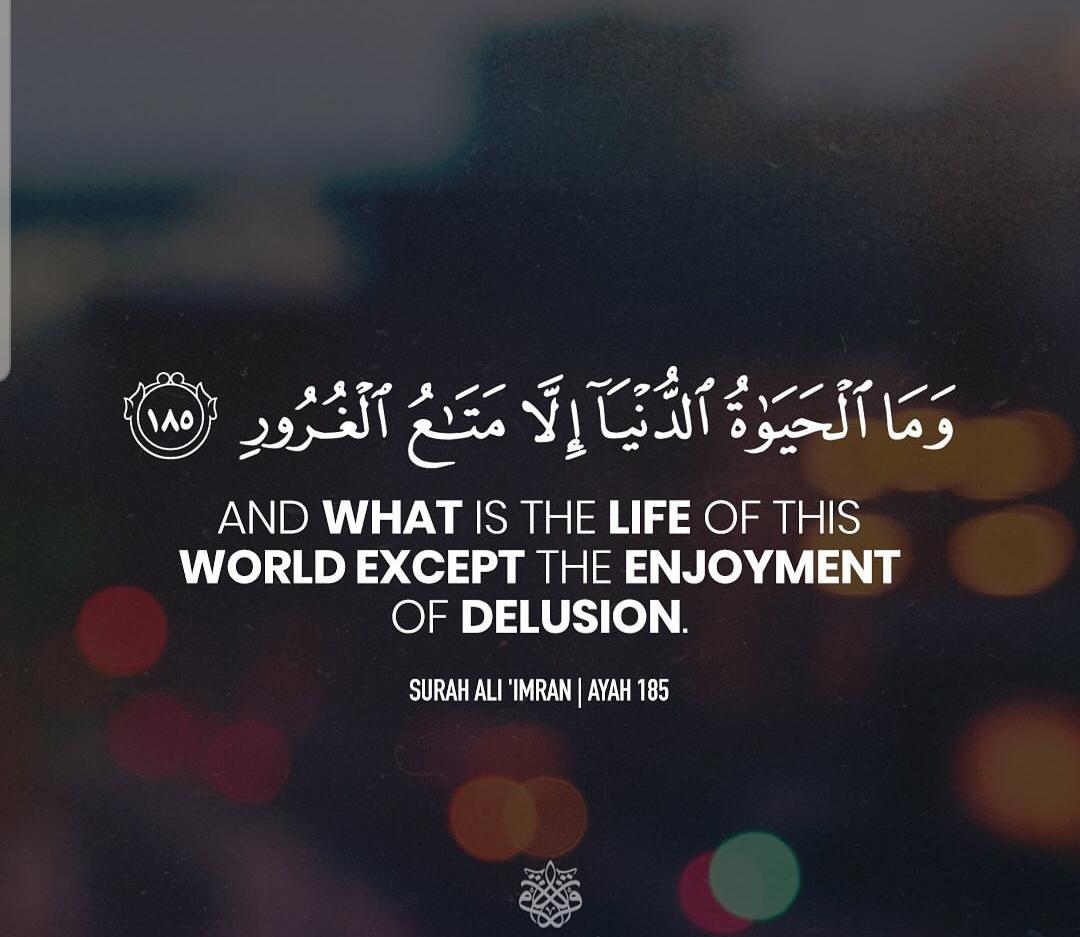 وَمَا ٱلْحَيَوٰةُ ٱلدُّنْيَآ إِلَّا مَتَـٰعُ ٱلْغُرُورِ ١٨٥
AND WHAT IS THE LIFE OF THIS
WORLD EXCEPT THE ENJOYMENT
OF DELUSION.
SURAH ALI 'IMRAN | AYAH 185